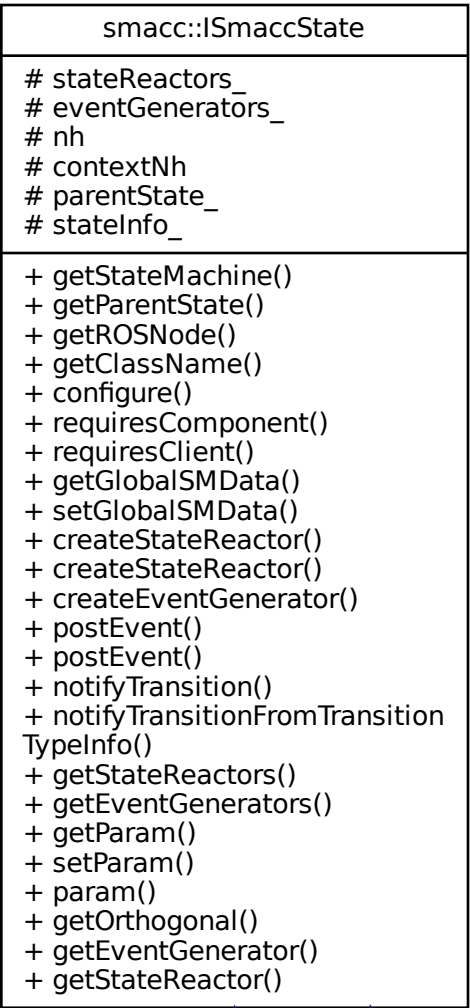 smacc::ISmaccState
# stateReactors_
# eventGenerators_
# nh
# contextNh
# parentState_
# stateInfo_
+ getStateMachine()
+ getParentState()
+ getROSNode()
+ getClassName()
+ configure()
+ requiresComponent()
+ requiresClient()
+ getGlobalSMData()
+ setGlobalSMData()
+ createStateReactor()
+ createStateReactor()
+ createEventGenerator()
+ postEvent()
+ postEvent()
+ notifyTransition()
+ notifyTransitionFromTransition
TypeInfo()
+ getStateReactors()
+ getEventGenerators()
+ getParam()
+ setParam()
+ param()
+ getOrthogonal()
+ getEventGenerator()
+ getStateReactor()